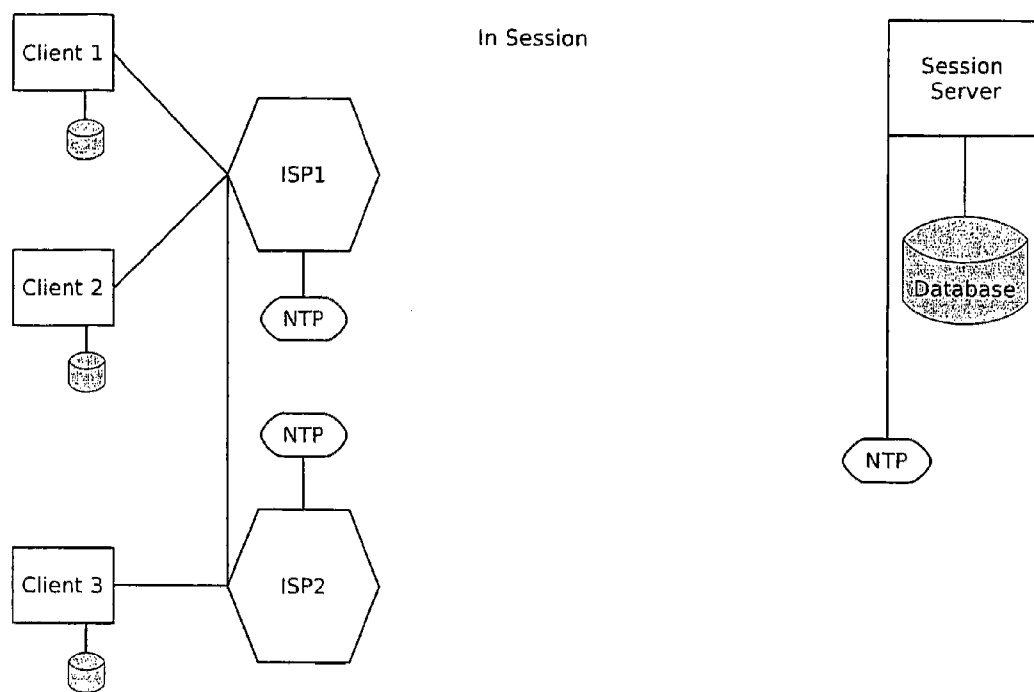 In Session
Client 1
ISP1
NTP
Client 2
NTP
Client 3
ISP2
Session
Server
Database
NTP